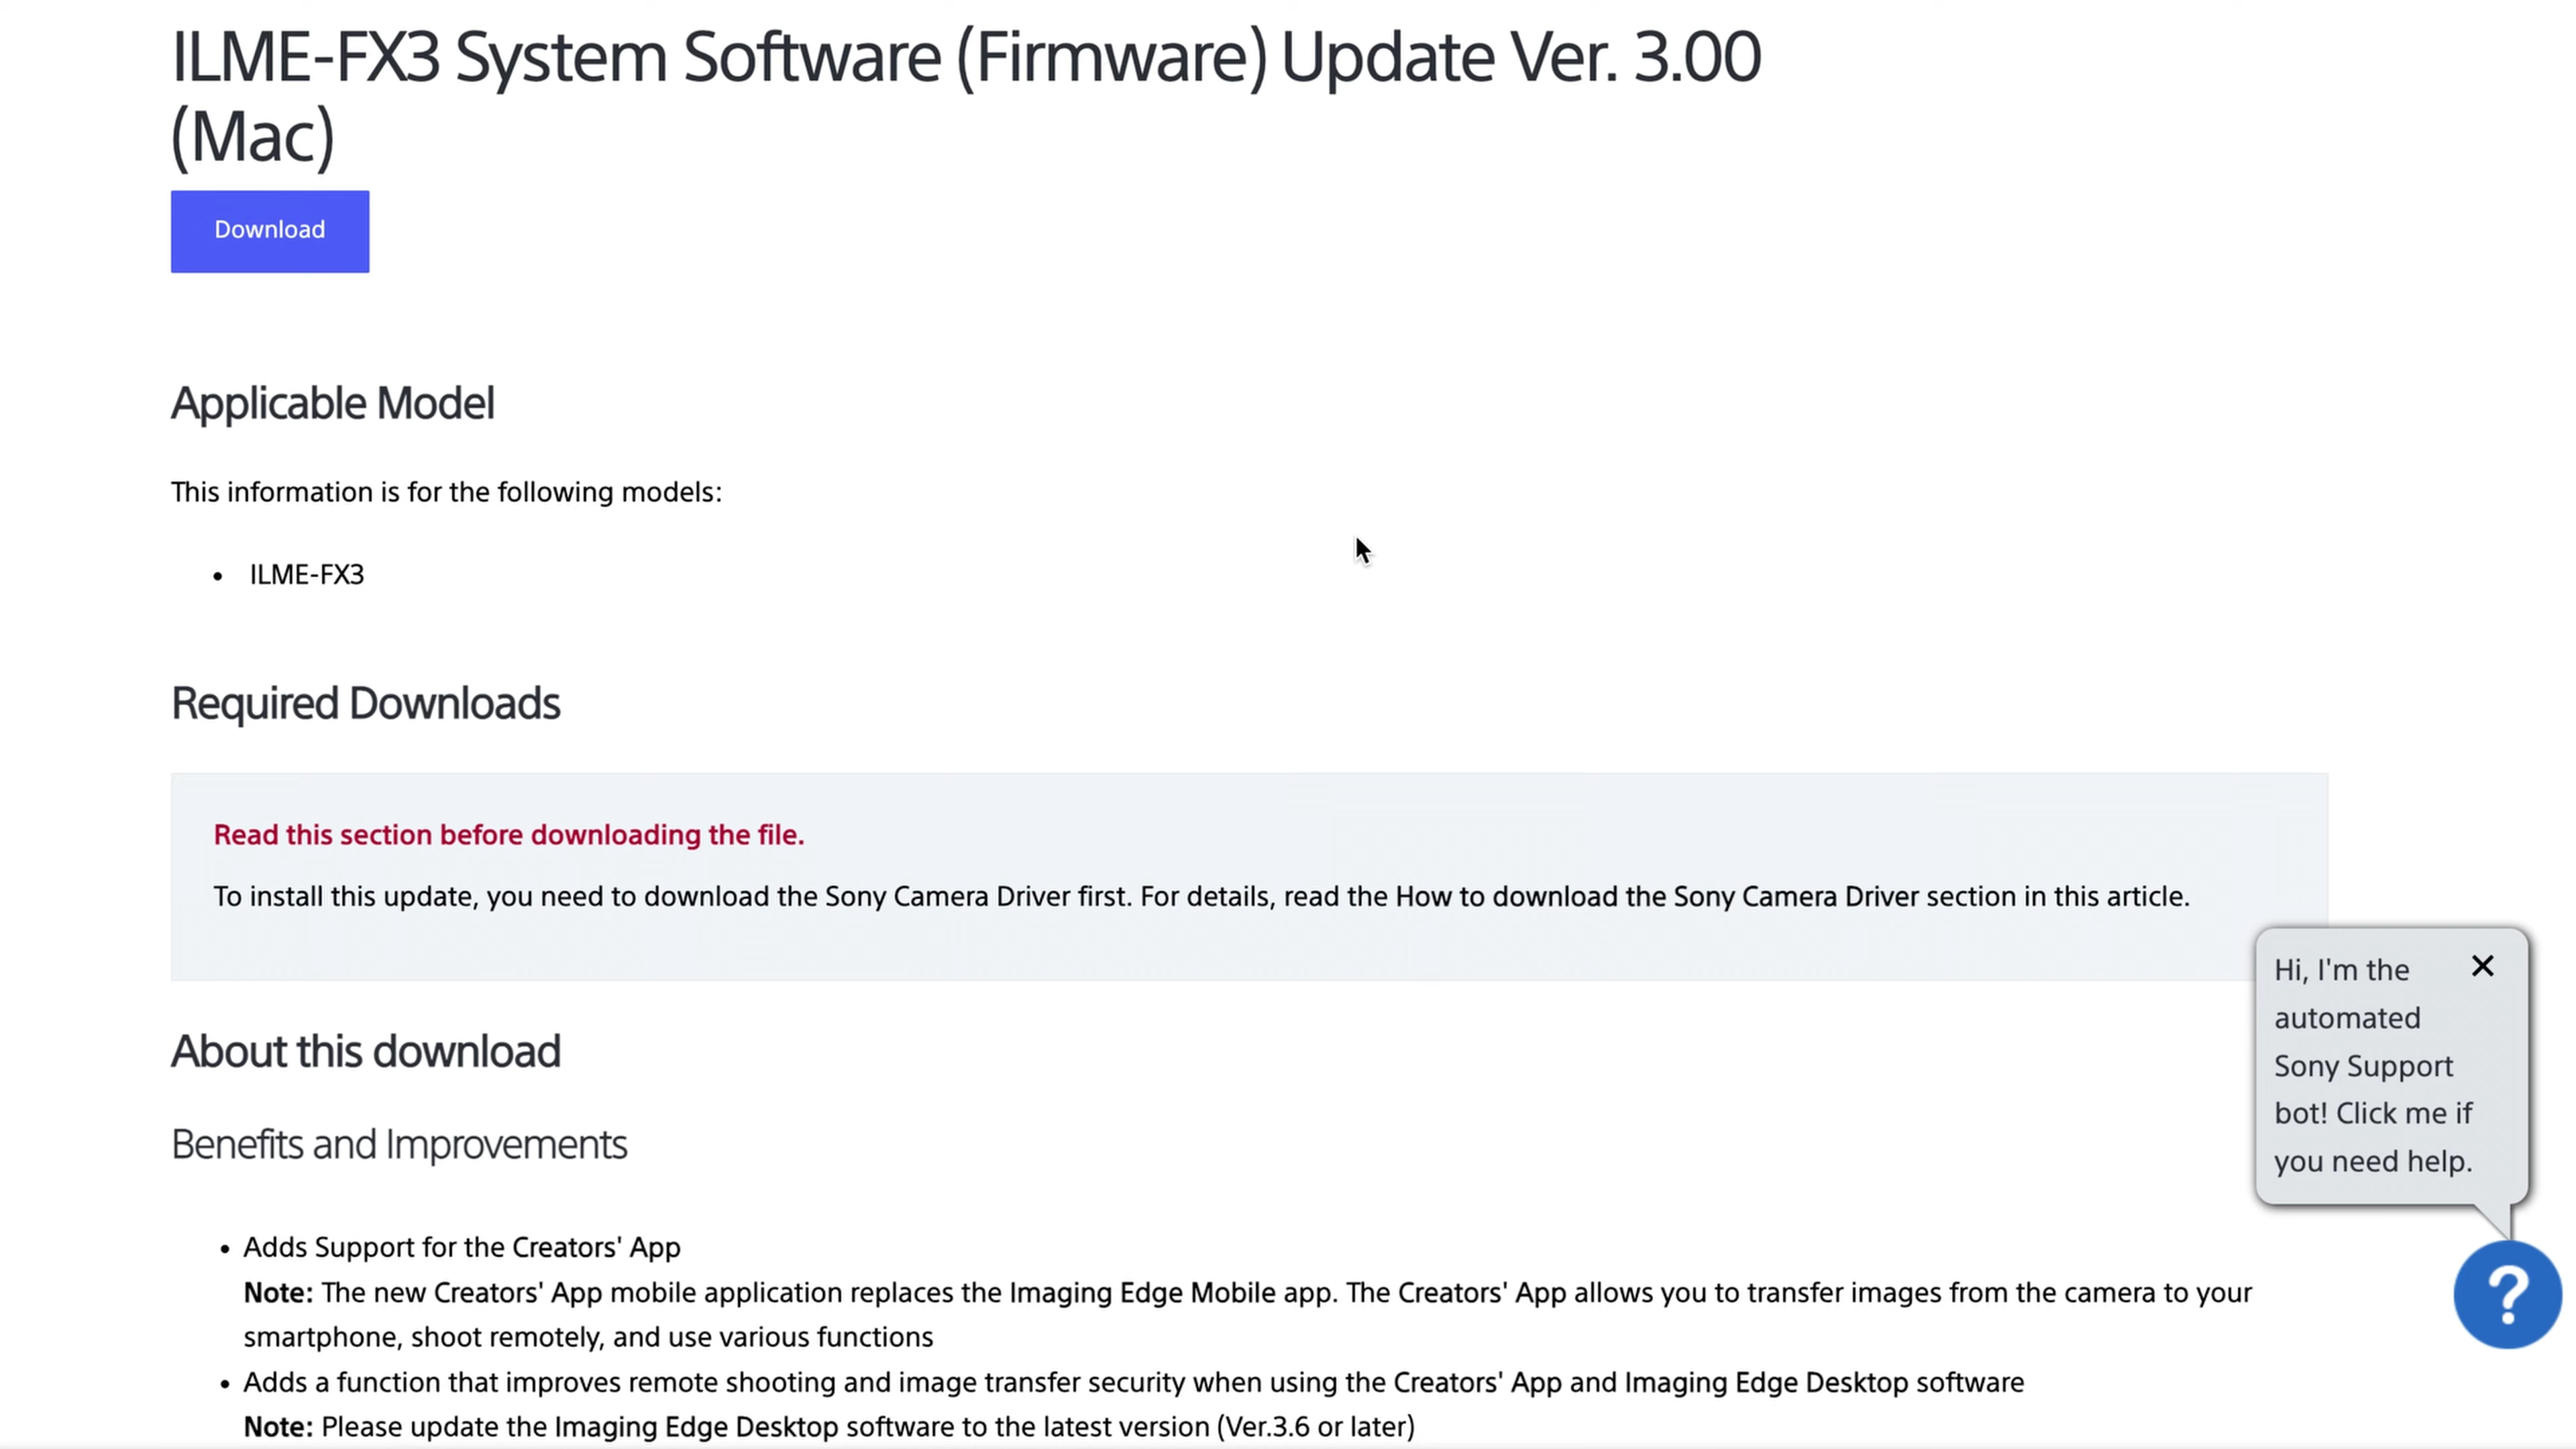 ILME-FX3 System Software (Firmware) Update Ver. 3.00
(Mac)
Download
Applicable Model
This information is for the following models:
• ILME-FX3
Required Downloads
Read this section before downloading the file.
To install this update, you need to download the Sony Camera Driver first. For details, read the How to download the Sony Camera Driver section in this article.
About this download
Benefits and Improvements
• Adds Support for the Creators' App
Note: The new Creators' App mobile application replaces the Imaging Edge Mobile app. The Creators' App allows you to transfer images from the camera to your
smartphone, shoot remotely, and use various functions
• Adds a function that improves remote shooting and image transfer security when using the Creators' App and Imaging Edge Desktop software
Note: Please update the Imaging Edge Desktop software to the latest version (Ver.3.6 or later)
Hi, I'm the
automated
Sony Support
bot! Click me if
you need help.
?